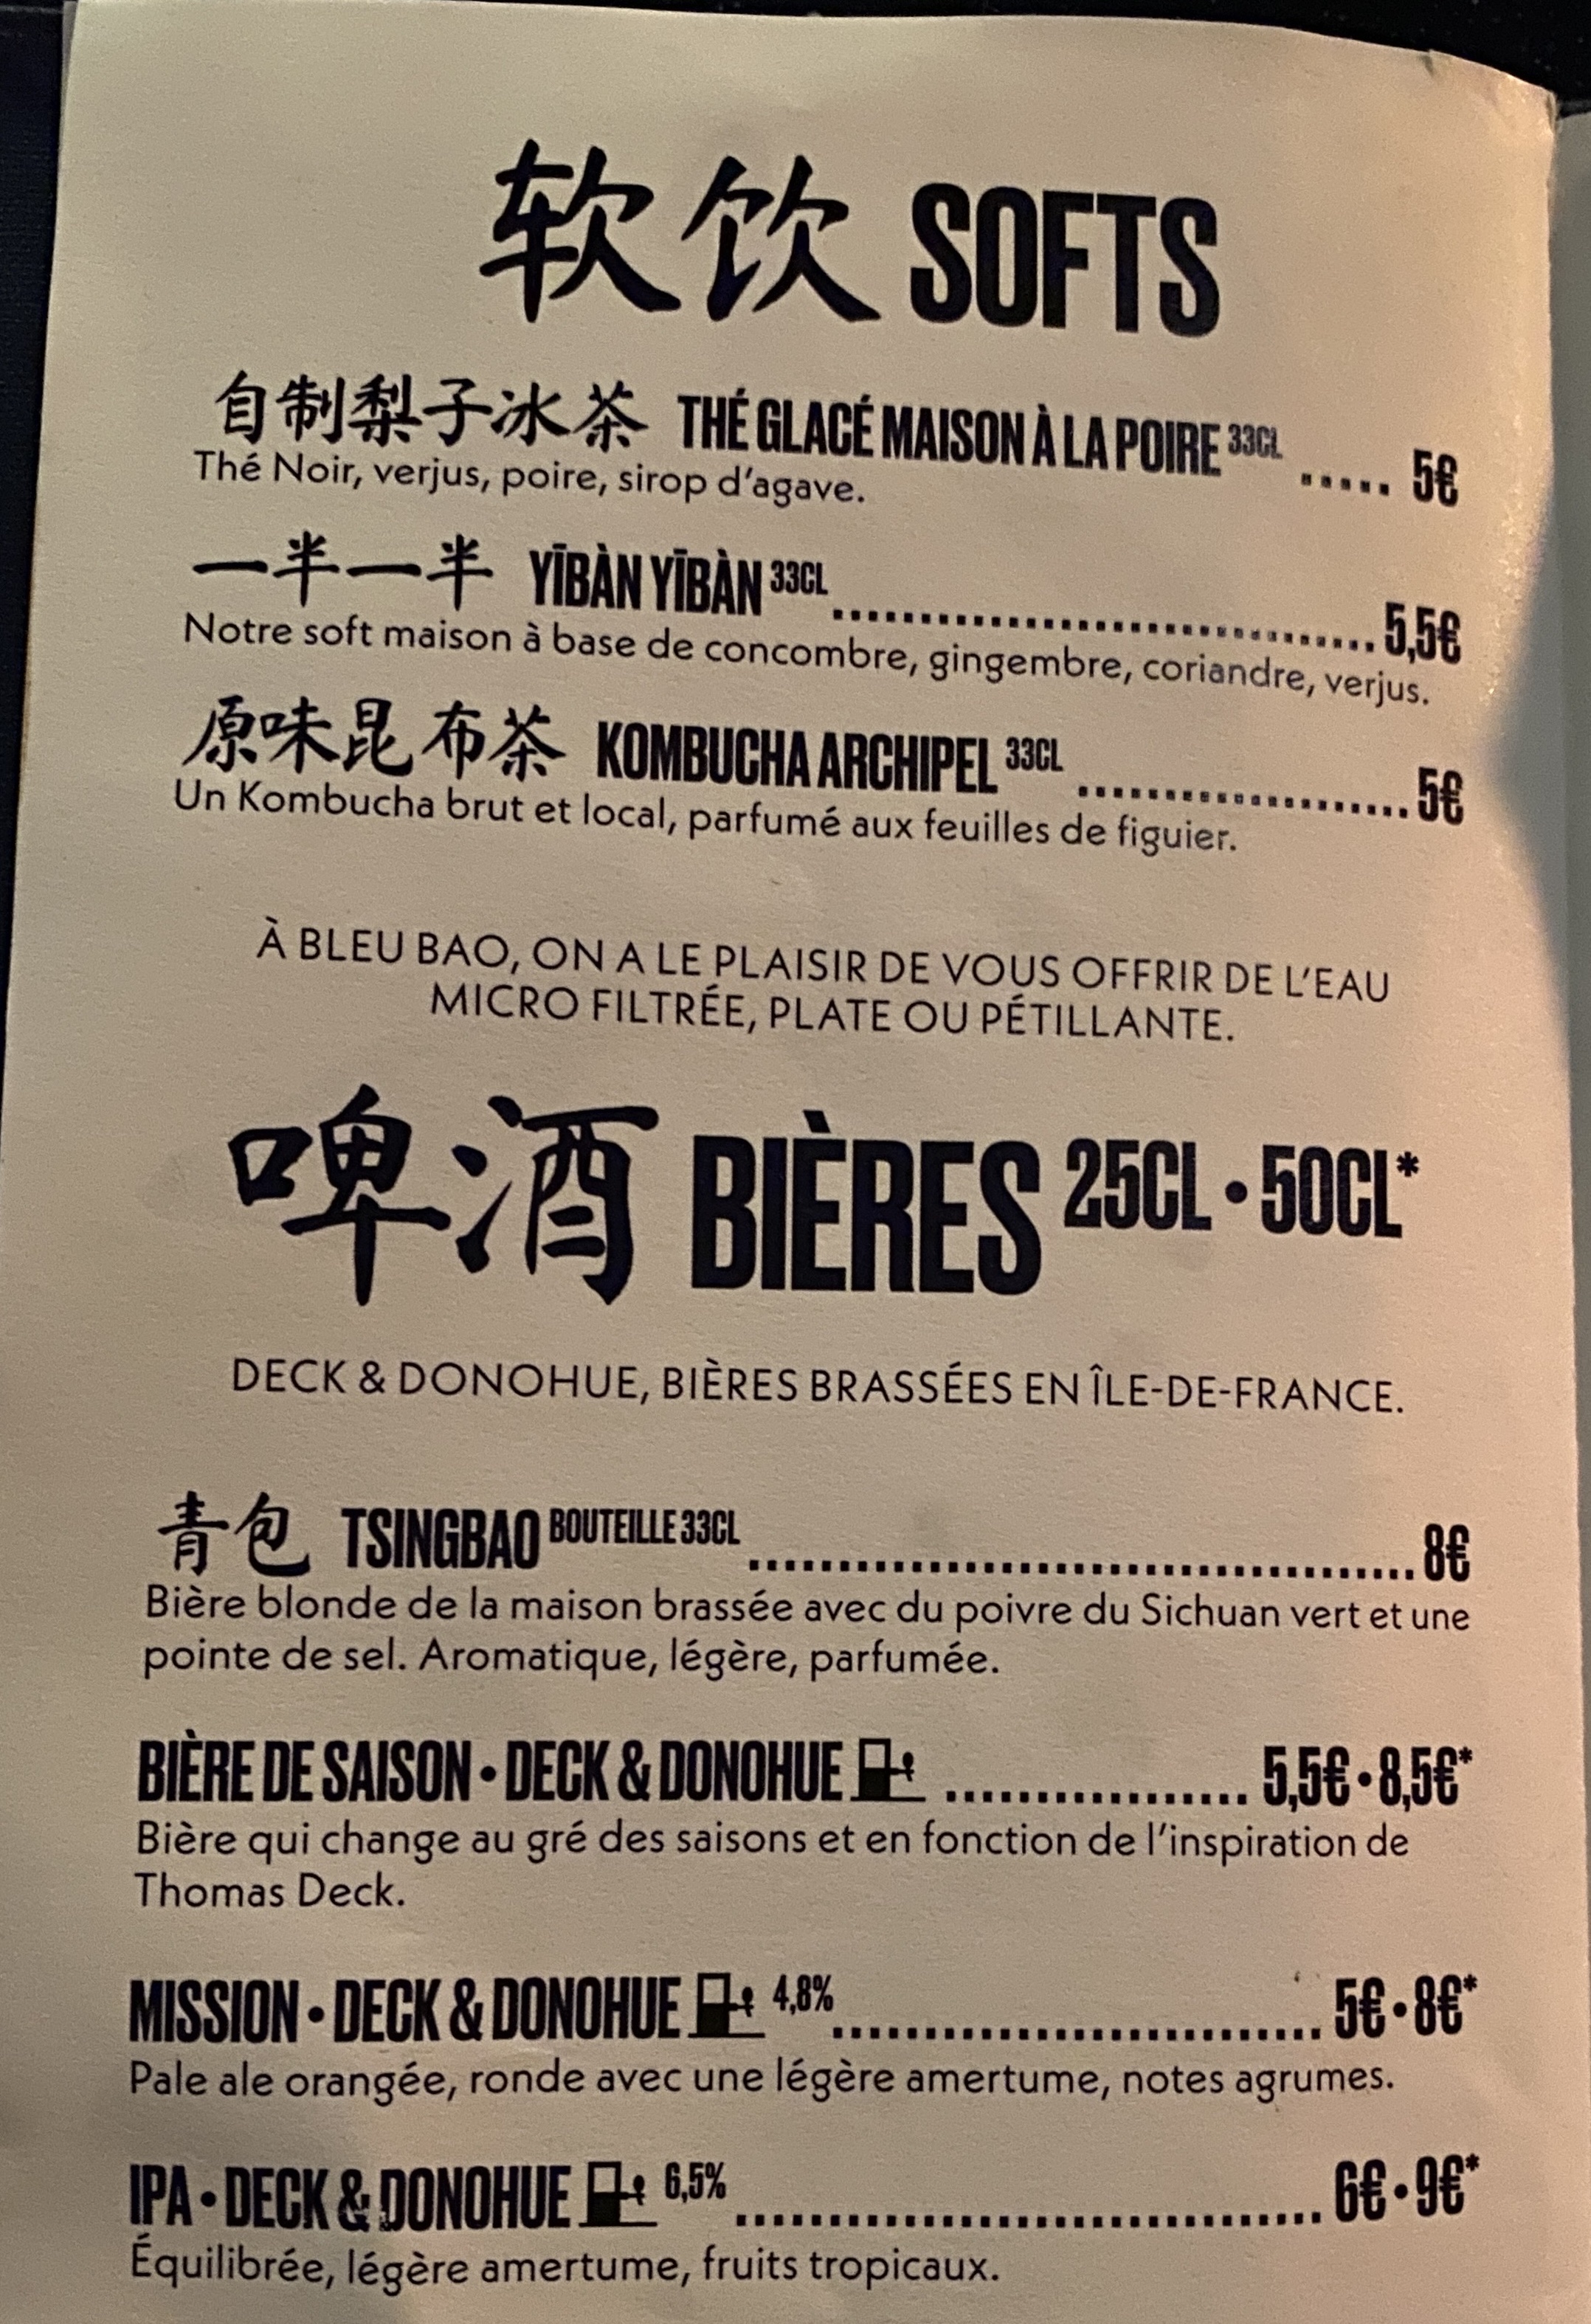 软饮 SOFTS
自制梨子冰茶 THÉ GLACÉ MAISON À LA POIRE 33CL ..... 5€
Thé Noir, verjus, poire, sirop d'agave.
一半一半 YĪBÀN YĪBÀN 33CL ........................................ 5,5€
Notre soft maison à base de concombre, gingembre, coriandre, verjus.
原味昆布茶 KOMBUCHA ARCHIPEL 33CL ........................ 5€
Un Kombucha brut et local, parfumé aux feuilles de figuier.
À BLEU BAO, ON A LE PLAISIR DE VOUS OFFRIR DE L'EAU
MICRO FILTRÉE, PLATE OU PÉTILLANTE.
啤酒 BIÈRES 25CL • 50CL*
DECK & DONOHUE, BIÈRES BRASSÉES EN ÎLE-DE-FRANCE.
青包 TSINGBAO BOUTEILLE 33CL ................................................ 8€
Bière blonde de la maison brassée avec du poivre du Sichuan vert et une
pointe de sel. Aromatique, légère, parfumée.
BIÈRE DE SAISON • DECK & DONOHUE ................. 5,5€ • 8,5€*
Bière qui change au gré des saisons et en fonction de l'inspiration de
Thomas Deck.
MISSION • DECK & DONOHUE 4,8% ............................ 5€ • 8€*
Pale ale orangée, ronde avec une légère amertume, notes agrumes.
IPA • DECK & DONOHUE 6,5% .................................. 6€ • 9€*
Équilibrée, légère amertume, fruits tropicaux.